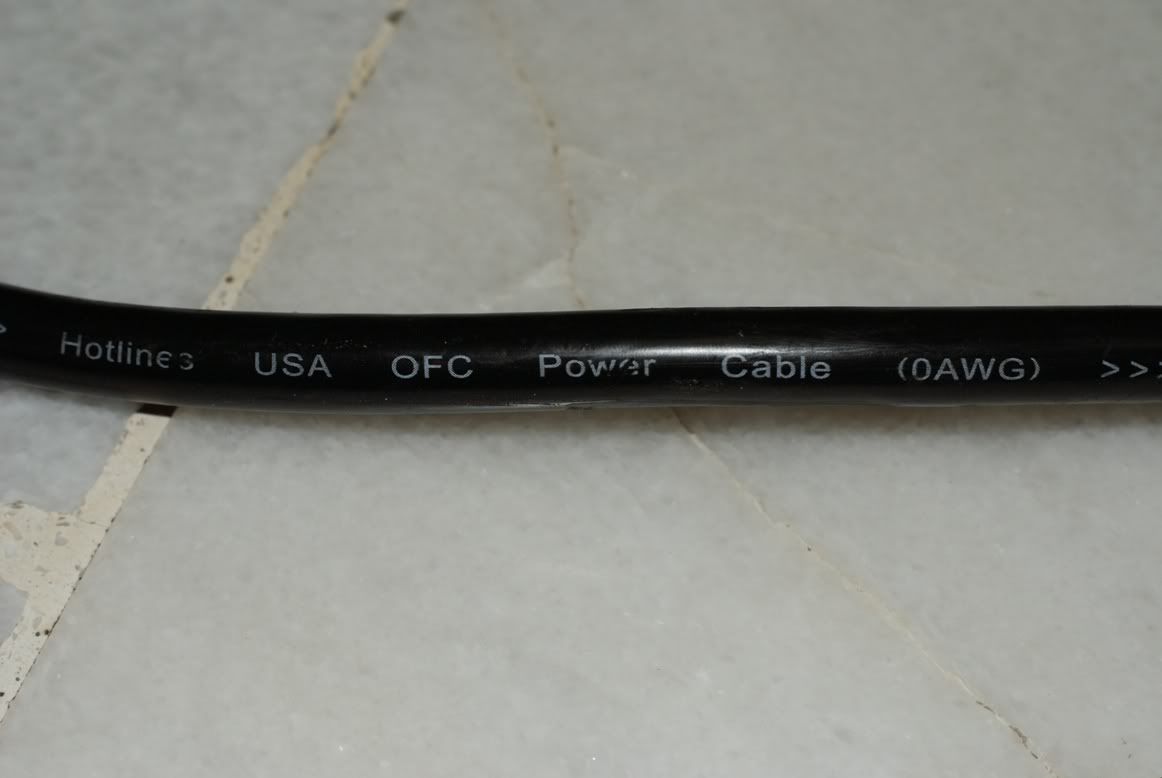 > Hotlines USA OFC Power Cable (0AWG) >>>